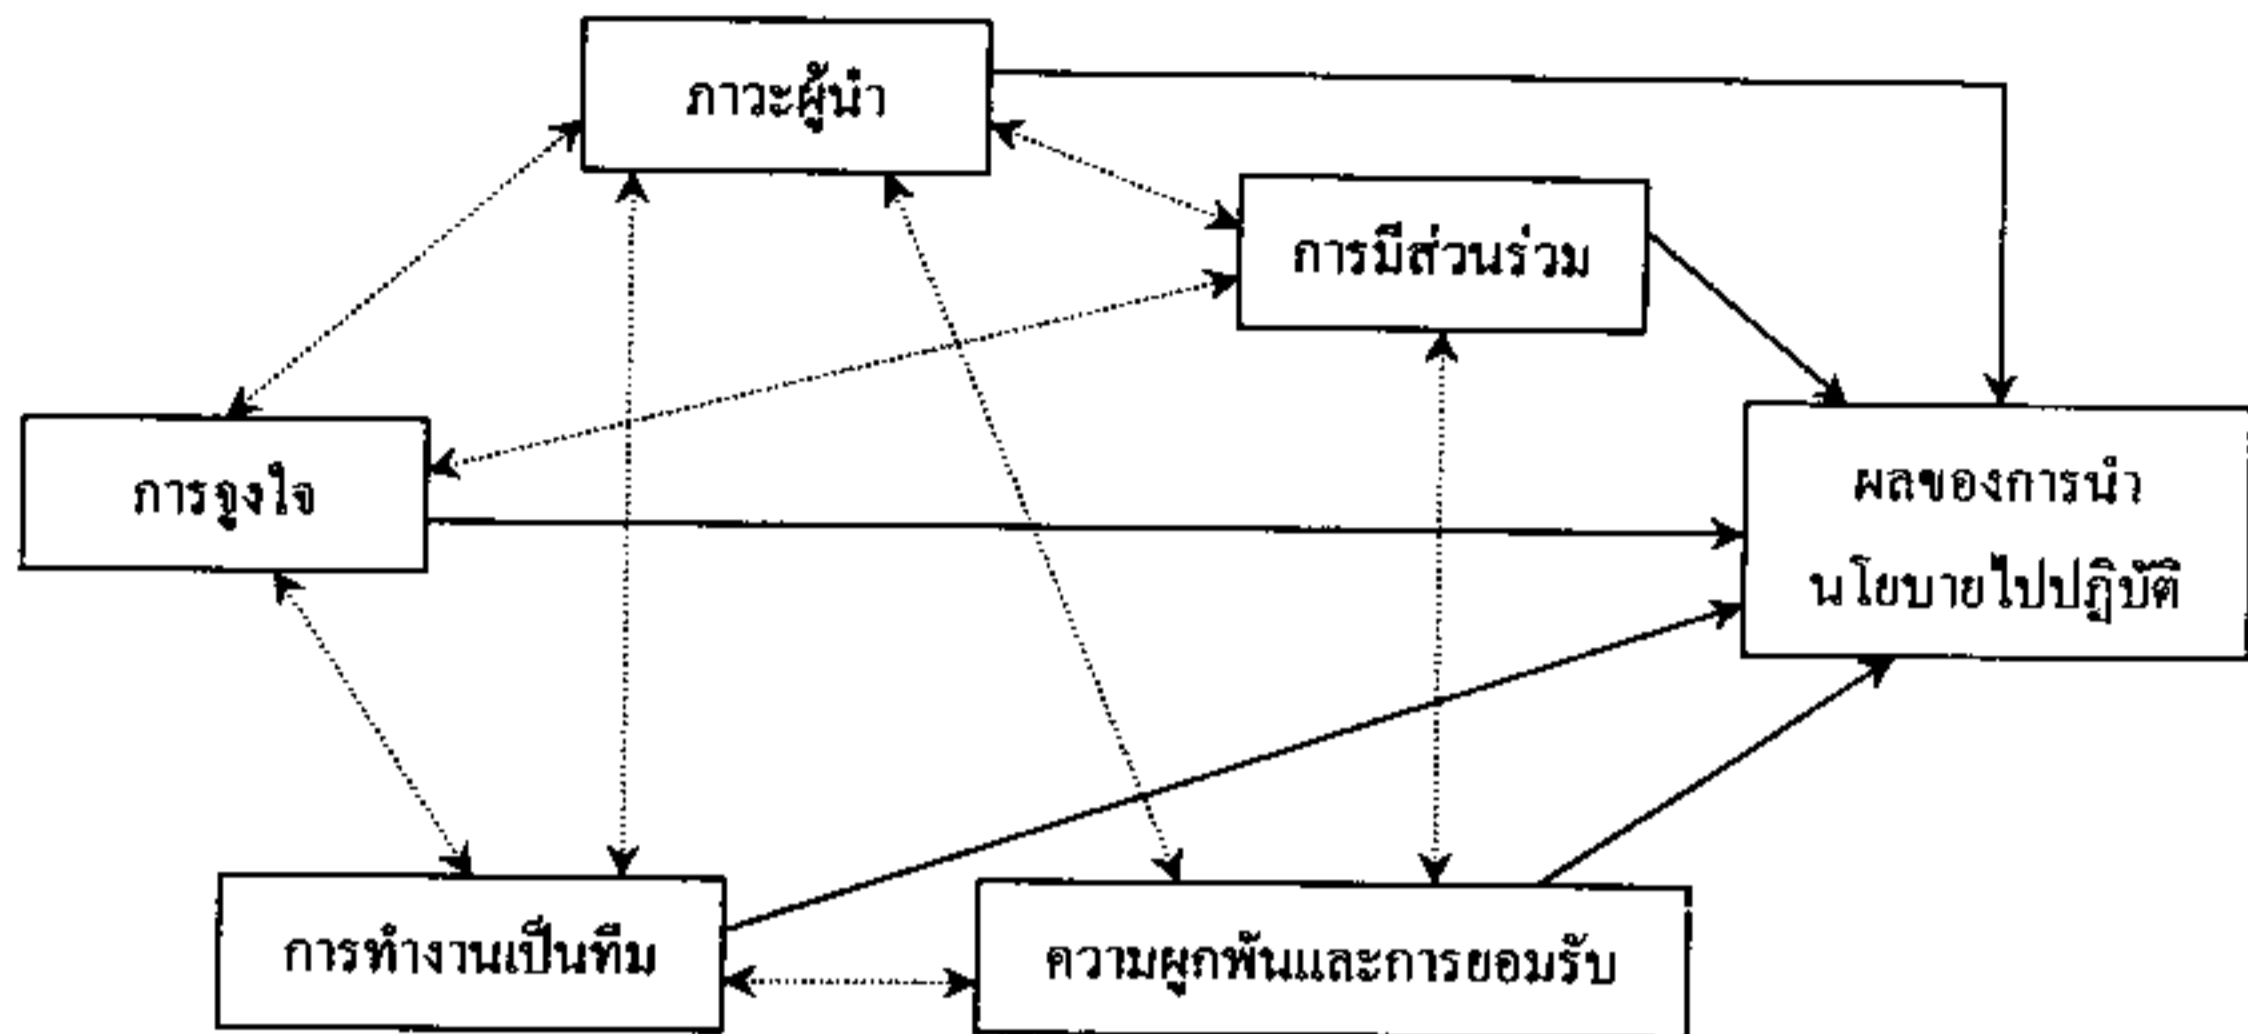 ภาวะผู้นำ
การมีส่วนร่วม
การจูงใจ
ผลของการนำ
นโยบายไปปฏิบัติ
การทำงานเป็นทีม
ความผูกพันและการยอมรับ